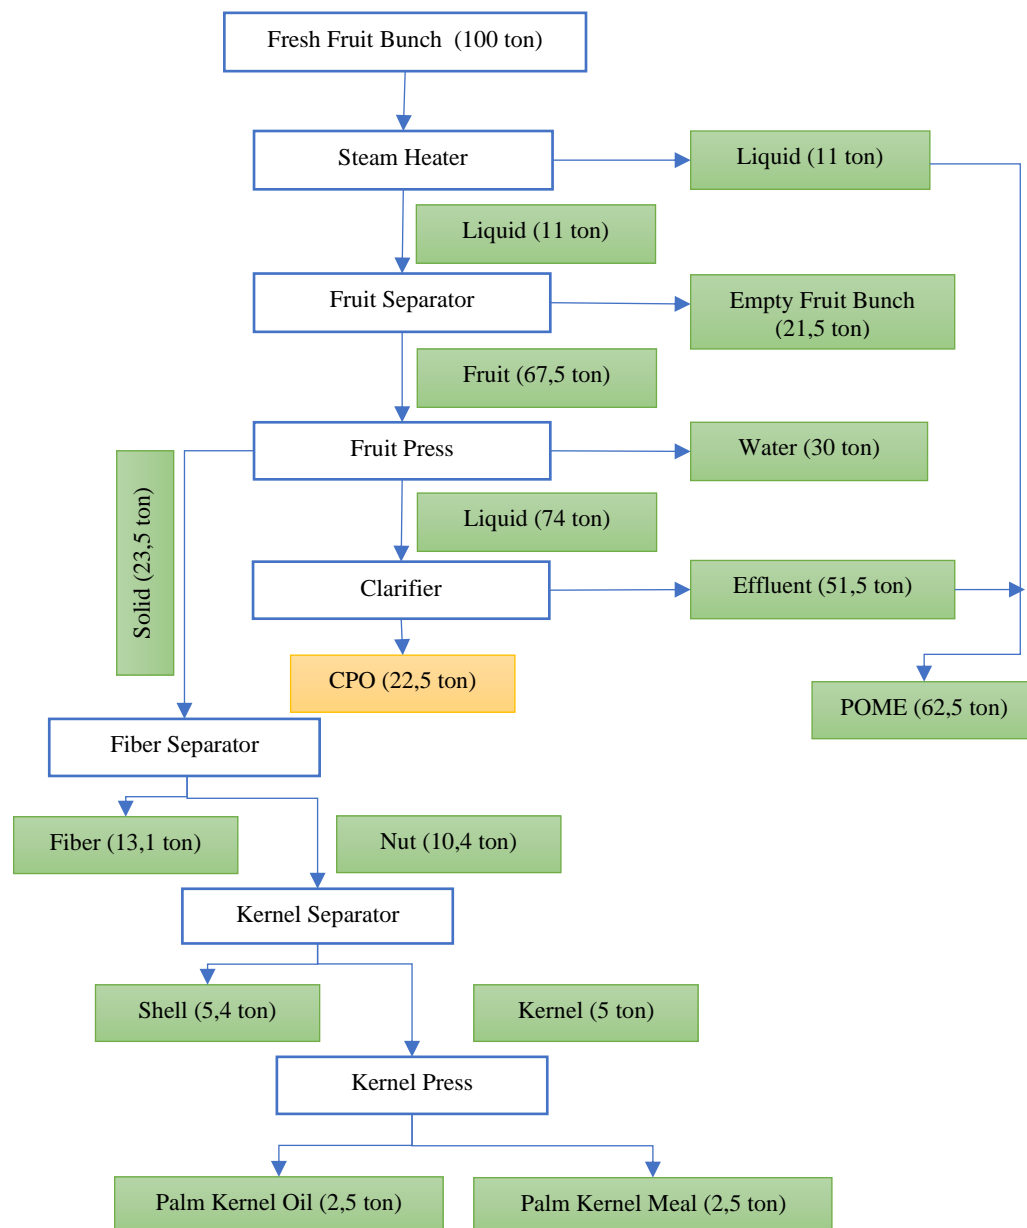 Fresh Fruit Bunch  (100 ton)
Steam Heater
Liquid (11 ton)
Liquid (11 ton)
Fruit Separator
Empty Fruit Bunch
(21,5 ton)
Fruit (67,5 ton)
Fruit Press
Water (30 ton)
Solid (23,5 ton)
Liquid (74 ton)
Clarifier
Effluent (51,5 ton)
CPO (22,5 ton)
POME (62,5 ton)
Fiber Separator
Fiber (13,1 ton)
Nut (10,4 ton)
Kernel Separator
Shell (5,4 ton)
Kernel (5 ton)
Kernel Press
Palm Kernel Oil (2,5 ton)
Palm Kernel Meal (2,5 ton)